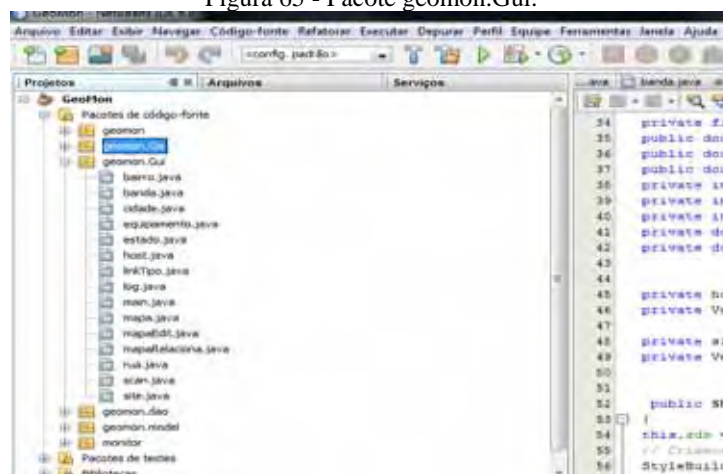 Figura 65 - Pacote geomon.Gui.
GeoMon - NetBeans IDE
Arquivo Editar Exibir Navegar Código-fonte Refatorar Executar Depurar Perfil Equipe Ferramentas Janela Ajuda
<config. padrão>
Projetos Arquivos Serviços
banda.java
GeoMon
Pacotes de código-fonte
geomon
geomon.Gui
bairro.java
banda.java
cidade.java
equipamento.java
estado.java
host.java
linkTipo.java
log.java
main.java
mapa.java
mapaEdit.java
mapaRelaciona.java
rua.java
scan.java
site.java
geomon.dao
geomon.model
monitor
Pacotes de testes
Bibliotecas
34 private
35 public
36 public
37 public
38 private
39 private
40 private
41 private
42 private
43
44
45 private
46 private
47
48 private
49 private
50
51
52 public
53 {
54
55 //
56 StyleBuil